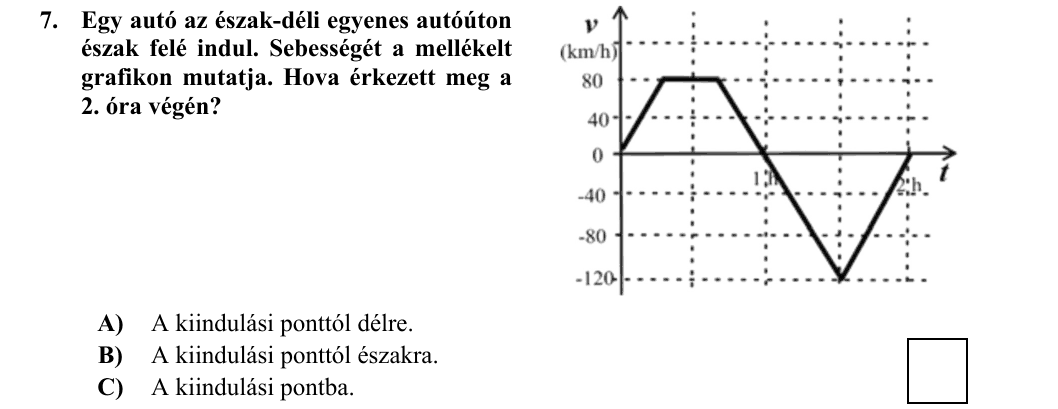 7. Egy autó az észak-déli egyenes autóúton
észak felé indul. Sebességét a mellékelt
grafikon mutatja. Hova érkezett meg a
2. óra végén?
v
(km/h)
80
40
0
-40
-80
-120
1 h
2 h
t
A) A kiindulási ponttól délre.
B) A kiindulási ponttól északra.
C) A kiindulási pontba.